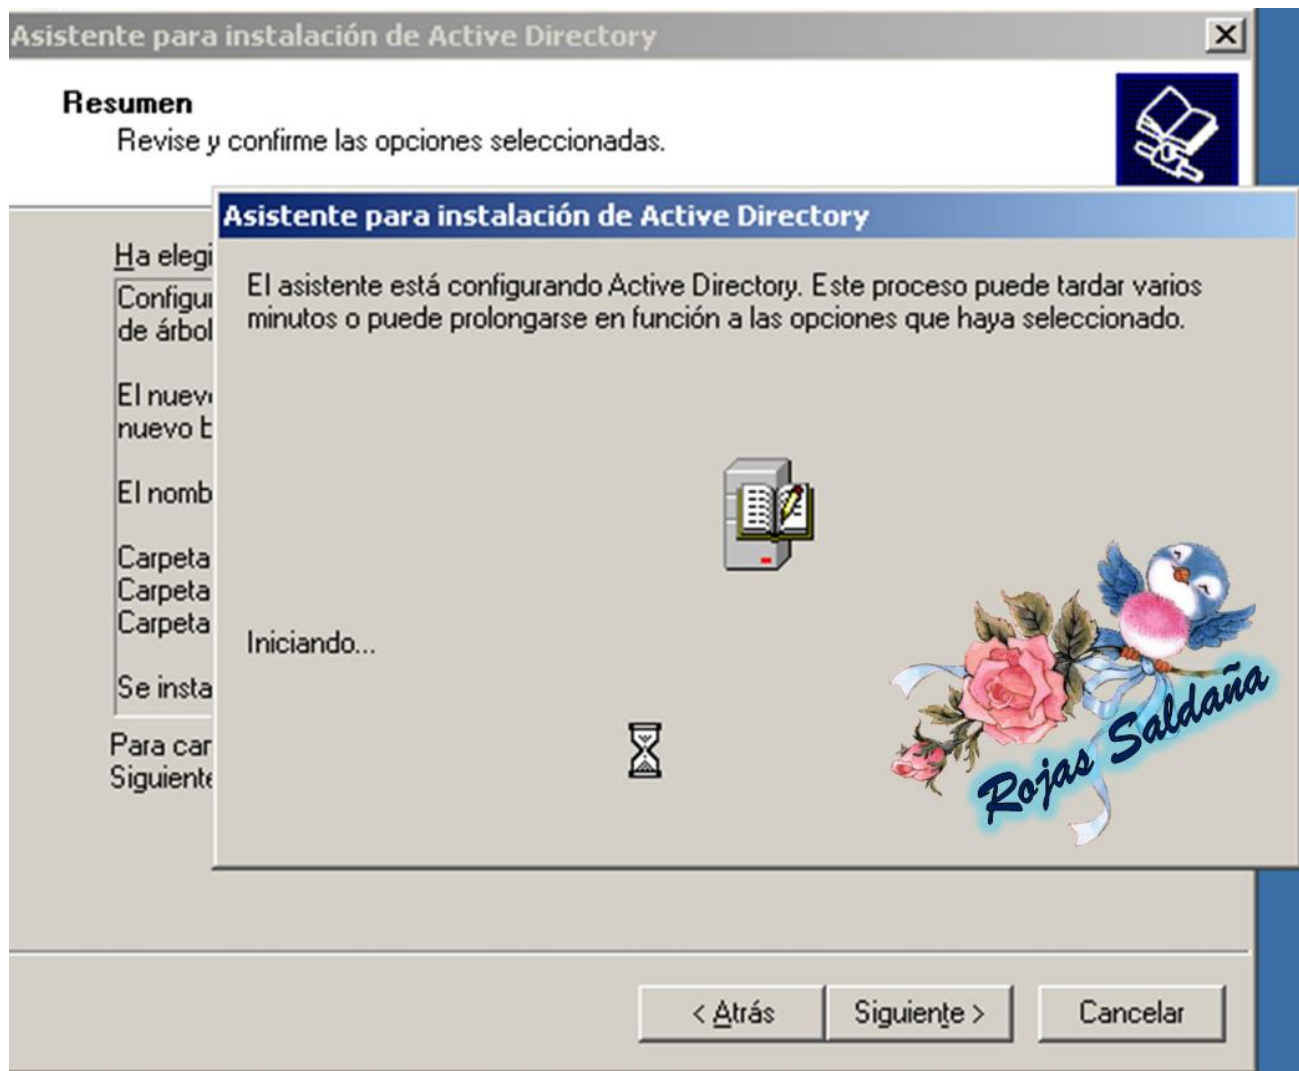 Asistente para instalación de Active Directory
Resumen
Revise y confirme las opciones seleccionadas.
Asistente para instalación de Active Directory
El asistente está configurando Active Directory. Este proceso puede tardar varios
minutos o puede prolongarse en función a las opciones que haya seleccionado.
Iniciando...
Ha elegi
Configur
de árbol
El nuev
nuevo b
El nomb
Carpeta
Carpeta
Carpeta
Se insta
Para car
Siguiente
Rojas Saldaña
< Atrás
Siguiente >
Cancelar